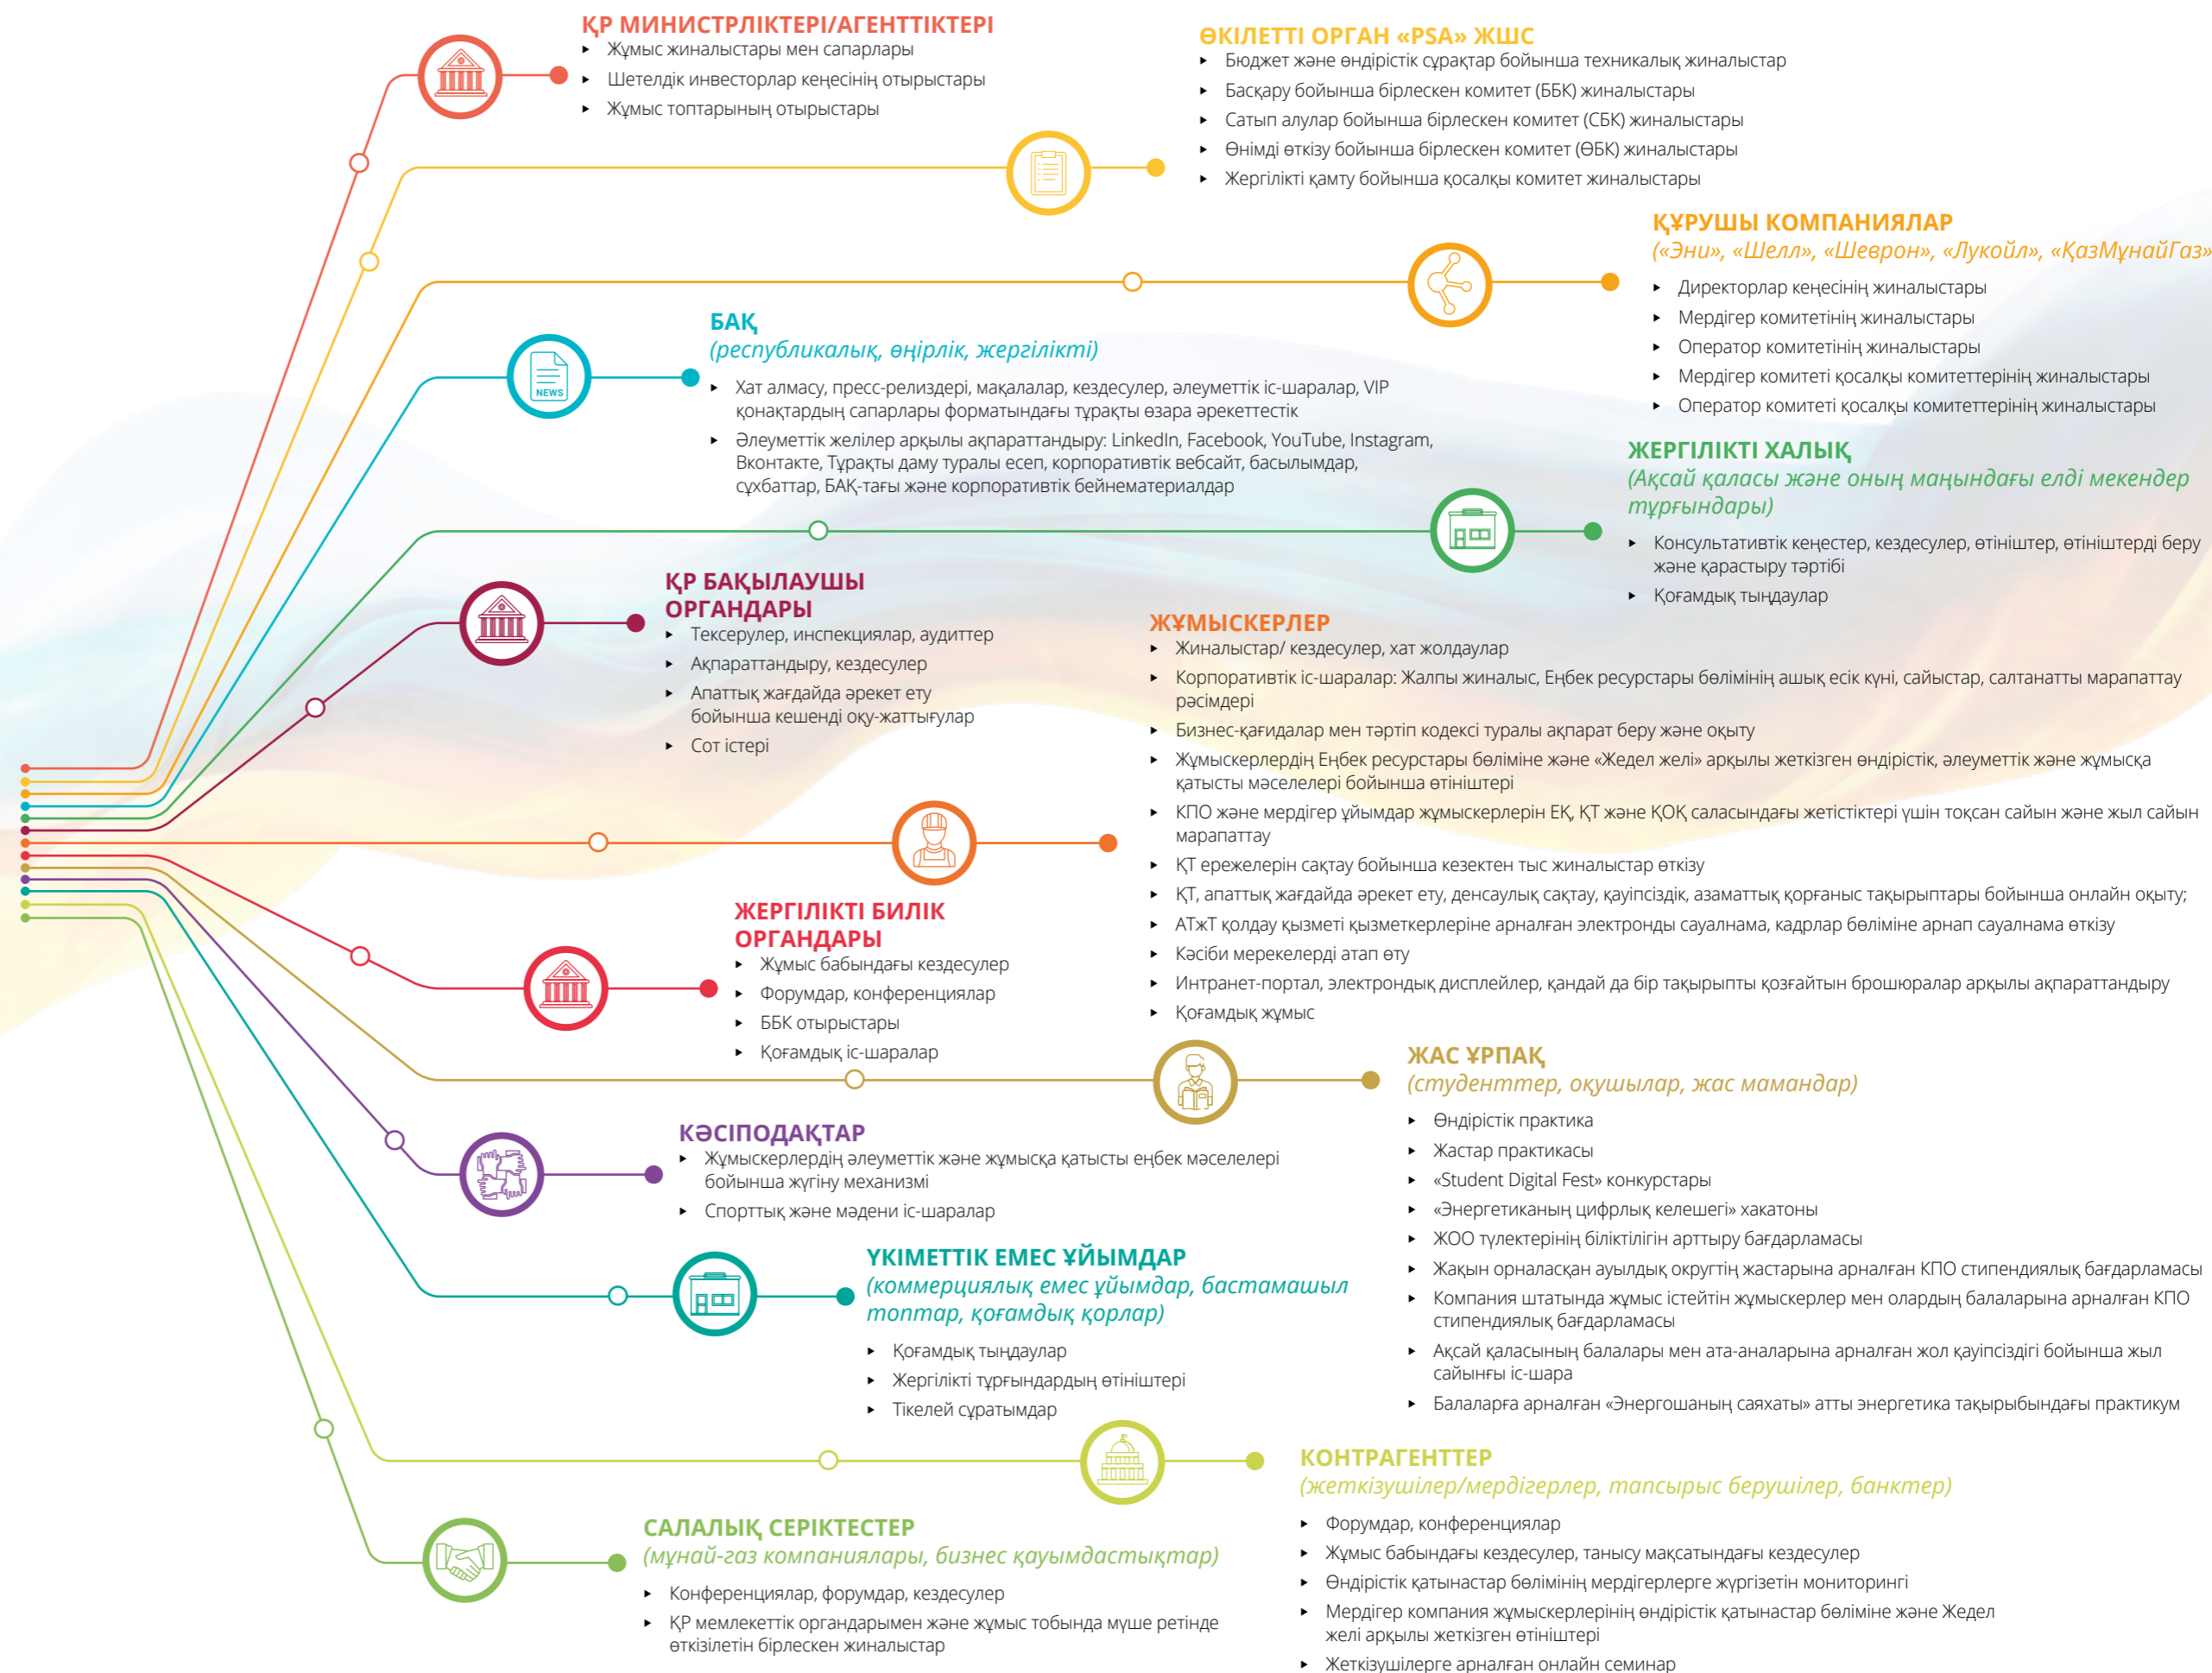 ҚР МИНИСТРЛІКТЕРІ/АГЕНТТІКТЕРІ
▸ Жұмыс жиналыстары мен сапарлары
▸ Шетелдік инвесторлар кеңесінің отырыстары
▸ Жұмыс топтарының отырыстары
ӨКІЛЕТТІ ОРГАН «PSA» ЖШС
▸ Бюджет және өндірістік сұрақтар бойынша техникалық жиналыстар
▸ Басқару бойынша бірлескен комитет (ББК) жиналыстары
▸ Сатып алулар бойынша бірлескен комитет (СБК) жиналыстары
▸ Өнімді өткізу бойынша бірлескен комитет (ӨБК) жиналыстары
▸ Жергілікті қамту бойынша қосалқы комитет жиналыстары
ҚҰРУШЫ КОМПАНИЯЛАР
(«Эни», «Шелл», «Шеврон», «Лукойл», «ҚазМұнайГаз»
▸ Директорлар кеңесінің жиналыстары
▸ Мердігер комитетінің жиналыстары
▸ Оператор комитетінің жиналыстары
▸ Мердігер комитеті қосалқы комитеттерінің жиналыстары
▸ Оператор комитеті қосалқы комитеттерінің жиналыстары
NEWS
БАҚ
(республикалық, өңірлік, жергілікті)
▸ Хат алмасу, пресс-релиздері, мақалалар, кездесулер, әлеуметтік іс-шаралар, VIP
қонақтардың сапарлары форматындағы тұрақты өзара әрекеттестік
▸ Әлеуметтік желілер арқылы ақпараттандыру: LinkedIn, Facebook, YouTube, Instagram,
Вконтакте, Тұрақты даму туралы есеп, корпоративтік вебсайт, басылымдар,
сұхбаттар, БАҚ-тағы және корпоративтік бейнематериалдар
ЖЕРГІЛІКТІ ХАЛЫҚ
(Ақсай қаласы және оның маңындағы елді мекендер
тұрғындары)
▸ Консультативтік кеңестер, кездесулер, өтініштер, өтініштерді беру
және қарастыру тәртібі
▸ Қоғамдық тыңдаулар
ҚР БАҚЫЛАУШЫ
ОРГАНДАРЫ
▸ Тексерулер, инспекциялар, аудиттер
▸ Ақпараттандыру, кездесулер
▸ Апаттық жағдайда әрекет ету
бойынша кешенді оқу-жаттығулар
▸ Сот істері
ЖҰМЫСКЕРЛЕР
▸ Жиналыстар/ кездесулер, хат жолдаулар
▸ Корпоративтік іс-шаралар: Жалпы жиналыс, Еңбек ресурстары бөлімінің ашық есік күні, сайыстар, салтанатты марапаттау
рәсімдері
▸ Бизнес-қағидалар мен тәртіп кодексі туралы ақпарат беру және оқыту
▸ Жұмыскерлердің Еңбек ресурстары бөліміне және «Жедел желі» арқылы жеткізген өндірістік, әлеуметтік және жұмысқа
қатысты мәселелері бойынша өтініштері
▸ КПО және мердігер ұйымдар жұмыскерлерін ЕҚ, ҚТ және ҚОҚ саласындағы жетістіктері үшін тоқсан сайын және жыл сайын
марапаттау
▸ ҚТ ережелерін сақтау бойынша кезектен тыс жиналыстар өткізу
▸ ҚТ, апаттық жағдайда әрекет ету, денсаулық сақтау, қауіпсіздік, азаматтық қорғаныс тақырыптары бойынша онлайн оқыту;
▸ АТжТ қолдау қызметі қызметкерлеріне арналған электронды сауалнама, кадрлар бөліміне арнап сауалнама өткізу
▸ Кәсіби мерекелерді атап өту
▸ Интранет-портал, электрондық дисплейлер, қандай да бір тақырыпты қозғайтын брошюралар арқылы ақпараттандыру
▸ Қоғамдық жұмыс
ЖЕРГІЛІКТІ БИЛІК
ОРГАНДАРЫ
▸ Жұмыс бабындағы кездесулер
▸ Форумдар, конференциялар
▸ ББК отырыстары
▸ Қоғамдық іс-шаралар
ЖАС ҰРПАҚ
(студенттер, оқушылар, жас мамандар)
▸ Өндірістік практика
▸ Жастар практикасы
▸ «Student Digital Fest» конкурстары
▸ «Энергетиканың цифрлық келешегі» хакатоны
▸ ЖОО түлектерінің біліктілігін арттыру бағдарламасы
▸ Жақын орналасқан ауылдық округтің жастарына арналған КПО стипендиялық бағдарламасы
▸ Компания штатында жұмыс істейтін жұмыскерлер мен олардың балаларына арналған КПО
стипендиялық бағдарламасы
▸ Ақсай қаласының балалары мен ата-аналарына арналған жол қауіпсіздігі бойынша жыл
сайынғы іс-шара
▸ Балаларға арналған «Энергошаның саяхаты» атты энергетика тақырыбындағы практикум
КӘСІПОДАҚТАР
▸ Жұмыскерлердің әлеуметтік және жұмысқа қатысты еңбек мәселелері
бойынша жүгіну механизмі
▸ Спорттық және мәдени іс-шаралар
ҮКІМЕТТІК ЕМЕС ҰЙЫМДАР
(коммерциялық емес ұйымдар, бастамашыл
топтар, қоғамдық қорлар)
▸ Қоғамдық тыңдаулар
▸ Жергілікті тұрғындардың өтініштері
▸ Тікелей сұратымдар
КОНТРАГЕНТТЕР
(жеткізушілер/мердігерлер, тапсырыс берушілер, банктер)
▸ Форумдар, конференциялар
▸ Жұмыс бабындағы кездесулер, танысу мақсатындағы кездесулер
▸ Өндірістік қатынастар бөлімінің мердігерлерге жүргізетін мониторингі
▸ Мердігер компания жұмыскерлерінің өндірістік қатынастар бөліміне және Жедел
желі арқылы жеткізген өтініштері
▸ Жеткізушілерге арналған онлайн семинар
САЛАЛЫҚ СЕРІКТЕСТЕР
(мұнай-газ компаниялары, бизнес қауымдастықтар)
▸ Конференциялар, форумдар, кездесулер
▸ ҚР мемлекеттік органдарымен және жұмыс тобында мүше ретінде
өткізілетін бірлескен жиналыстар